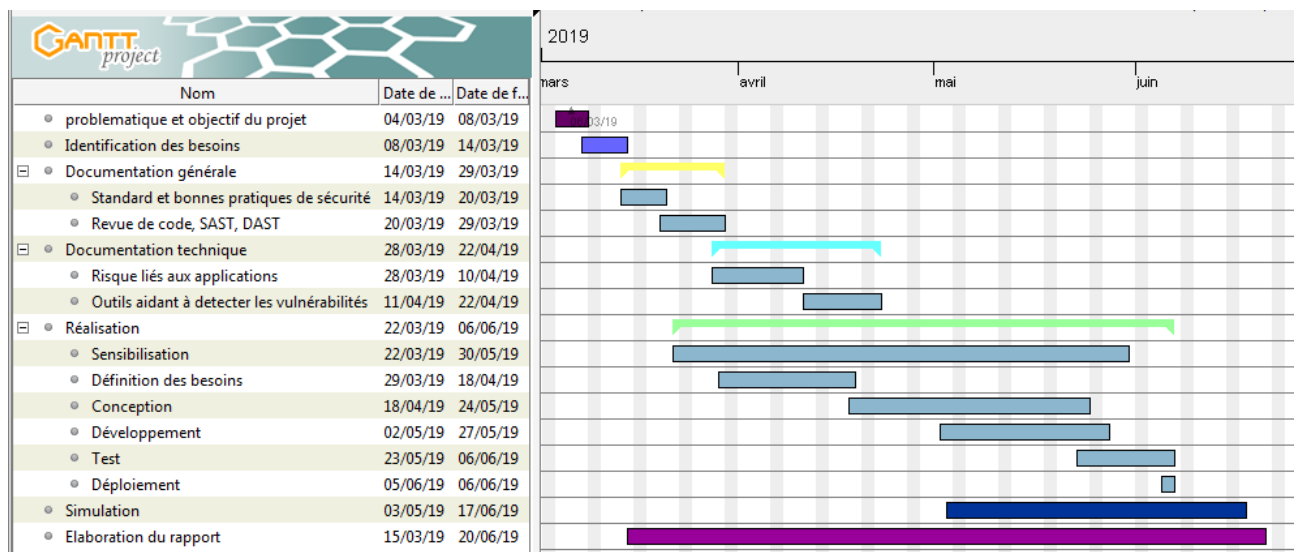 GANTT
project
2019
Nom Date de ... Date de f...
mars avril mai juin
problematique et objectif du projet 04/03/19 08/03/19
08/03/19
Identification des besoins 08/03/19 14/03/19
Documentation générale 14/03/19 29/03/19
Standard et bonnes pratiques de sécurité 14/03/19 20/03/19
Revue de code, SAST, DAST 20/03/19 29/03/19
Documentation technique 28/03/19 22/04/19
Risque liés aux applications 28/03/19 10/04/19
Outils aidant à detecter les vulnérabilités 11/04/19 22/04/19
Réalisation 22/03/19 06/06/19
Sensibilisation 22/03/19 30/05/19
Définition des besoins 29/03/19 18/04/19
Conception 18/04/19 24/05/19
Développement 02/05/19 27/05/19
Test 23/05/19 06/06/19
Déploiement 05/06/19 06/06/19
Simulation 03/05/19 17/06/19
Elaboration du rapport 15/03/19 20/06/19